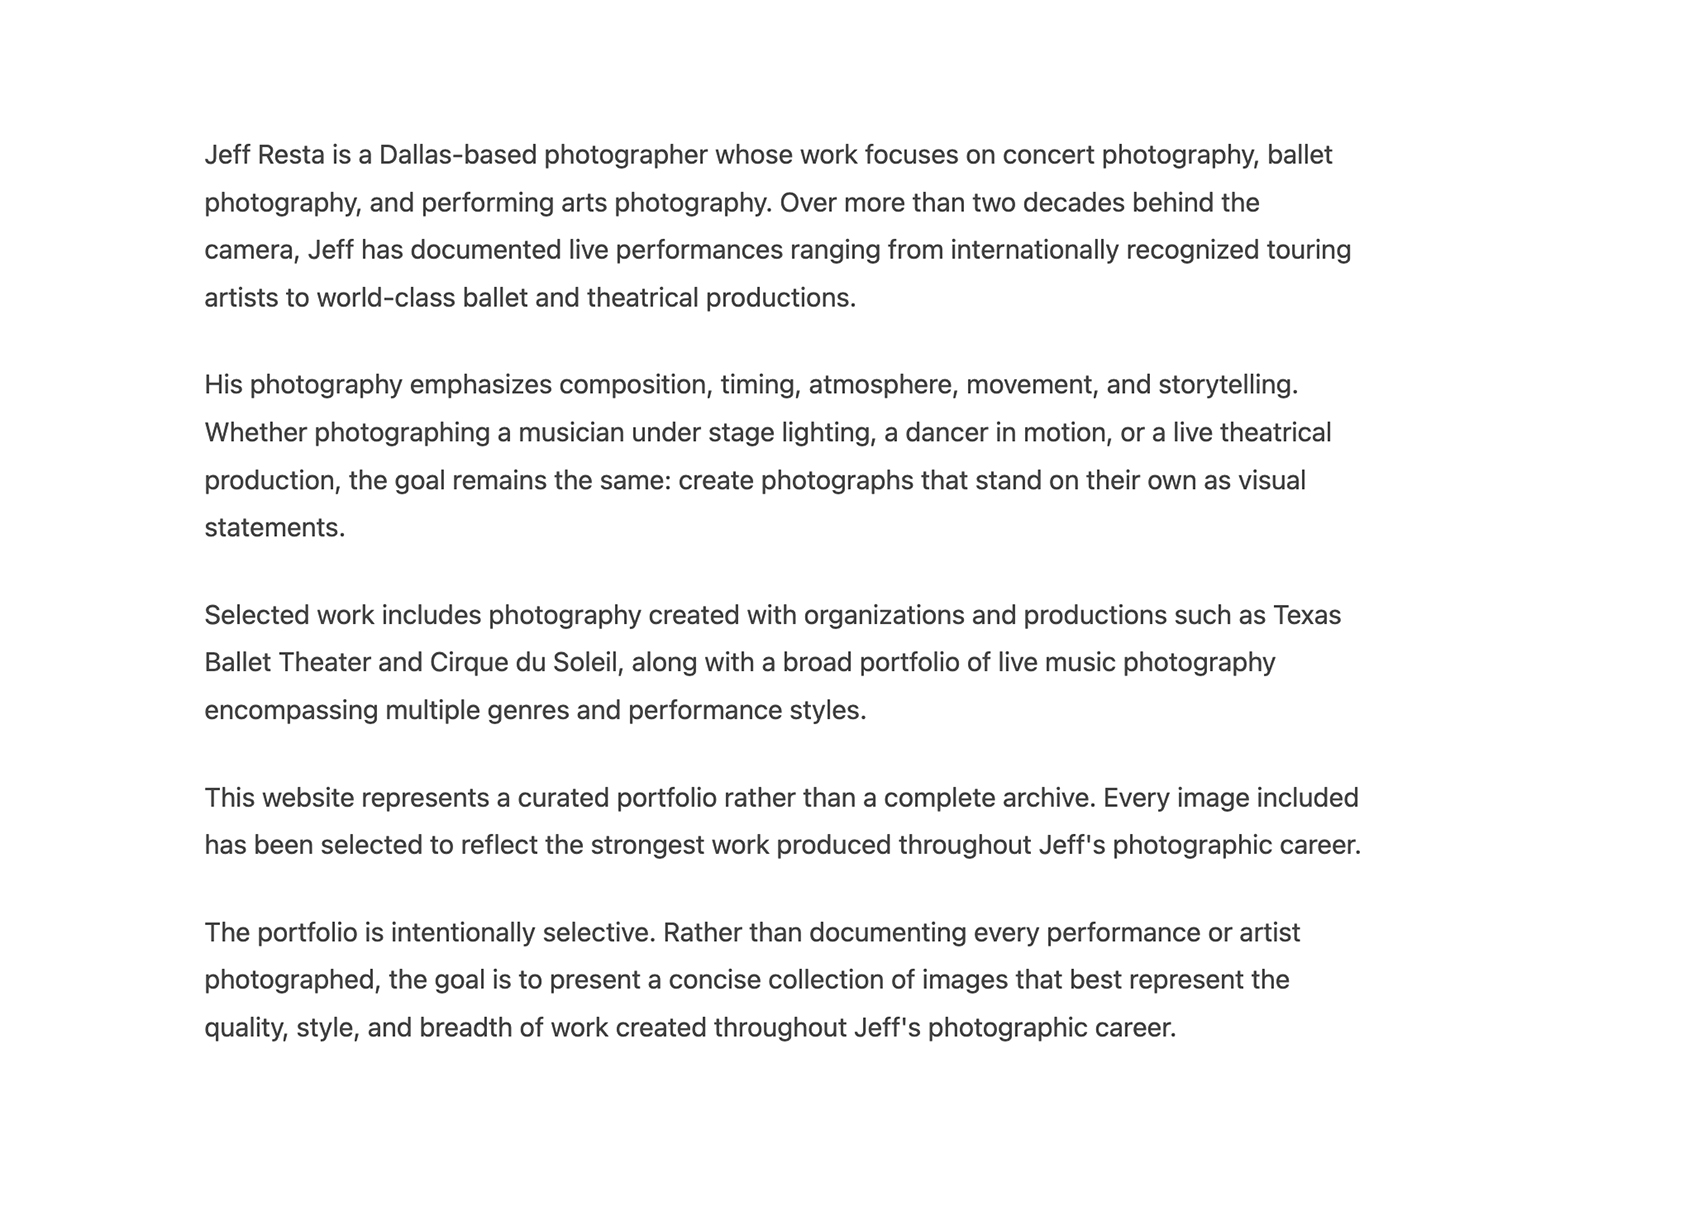 Jeff Resta is a Dallas-based photographer whose work focuses on concert photography, ballet
photography, and performing arts photography. Over more than two decades behind the
camera, Jeff has documented live performances ranging from internationally recognized touring
artists to world-class ballet and theatrical productions.
His photography emphasizes composition, timing, atmosphere, movement, and storytelling.
Whether photographing a musician under stage lighting, a dancer in motion, or a live theatrical
production, the goal remains the same: create photographs that stand on their own as visual
statements.
Selected work includes photography created with organizations and productions such as Texas
Ballet Theater and Cirque du Soleil, along with a broad portfolio of live music photography
encompassing multiple genres and performance styles.
This website represents a curated portfolio rather than a complete archive. Every image included
has been selected to reflect the strongest work produced throughout Jeff's photographic career.
The portfolio is intentionally selective. Rather than documenting every performance or artist
photographed, the goal is to present a concise collection of images that best represent the
quality, style, and breadth of work created throughout Jeff's photographic career.